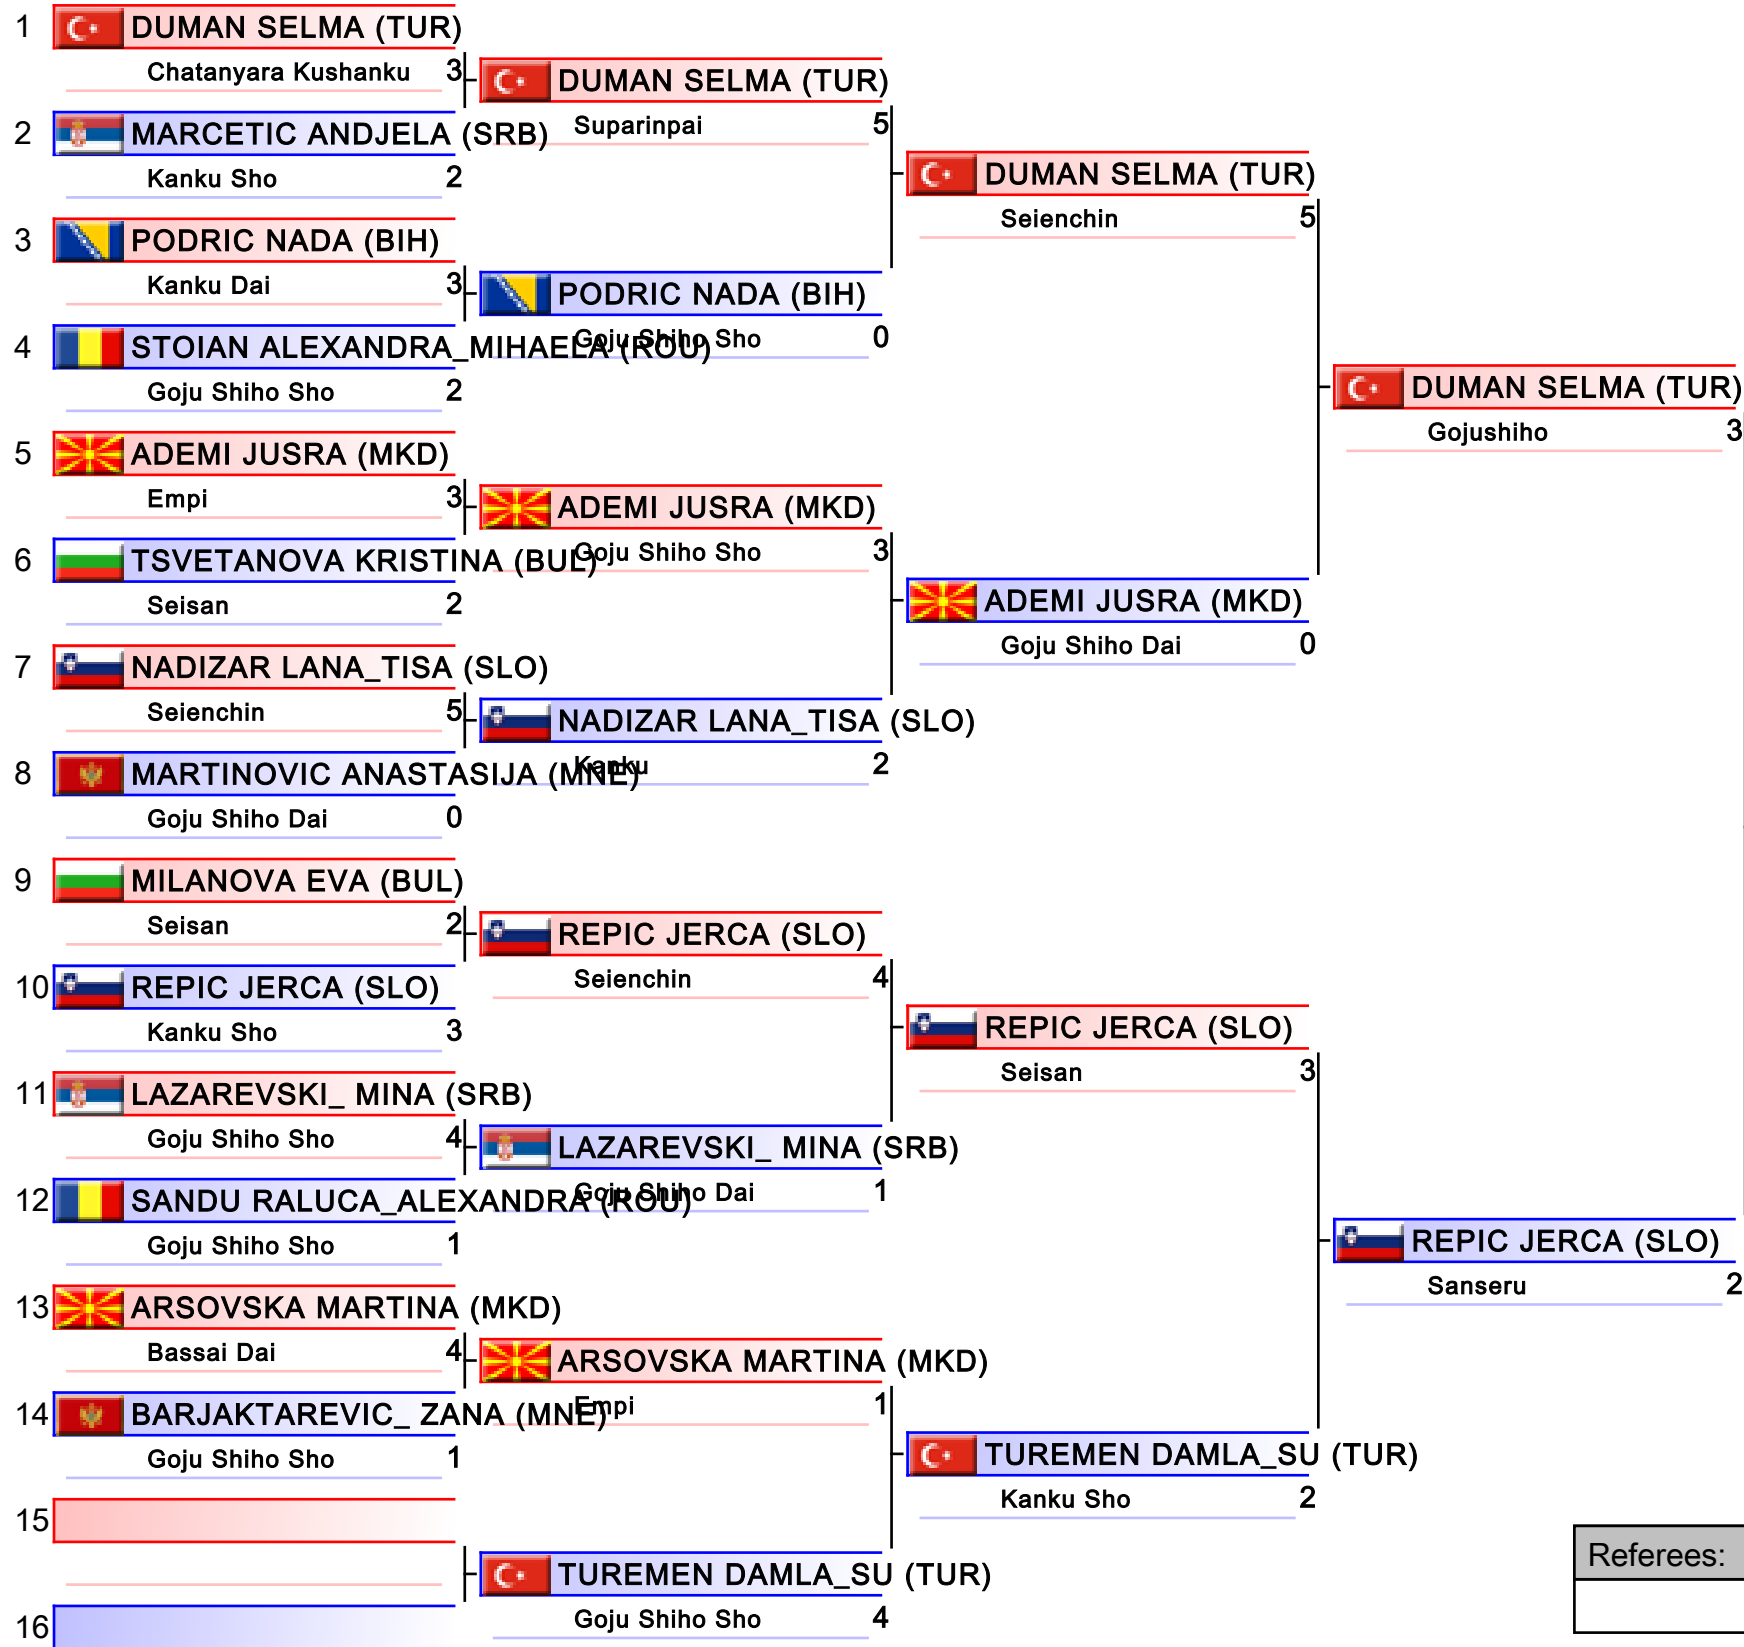 1 DUMAN SELMA (TUR)
Chatanyara Kushanku 3
2 MARCETIC ANDJELA (SRB)
Kanku Sho 2
3 PODRIC NADA (BIH)
Kanku Dai 3
4 STOIAN ALEXANDRA_MIHAELA (ROU)
Goju Shiho Sho 2
5 ADEMI JUSRA (MKD)
Empi 3
6 TSVETANOVA KRISTINA (BUL)
Seisan 2
7 NADIZAR LANA_TISA (SLO)
Seienchin 5
8 MARTINOVIC ANASTASIJA (MNE)
Goju Shiho Dai 0
9 MILANOVA EVA (BUL)
Seisan 2
10 REPIC JERCA (SLO)
Kanku Sho 3
11 LAZAREVSKI_ MINA (SRB)
Goju Shiho Sho 4
12 SANDU RALUCA_ALEXANDRA (ROU)
Goju Shiho Sho 1
13 ARSOVSKA MARTINA (MKD)
Bassai Dai 4
14 BARJAKTAREVIC_ ZANA (MNE)
Goju Shiho Sho 1
15
16
DUMAN SELMA (TUR)
Suparinpai 5
PODRIC NADA (BIH)
Goju Shiho Sho 0
ADEMI JUSRA (MKD)
Goju Shiho Sho 3
NADIZAR LANA_TISA (SLO)
Kanku 2
REPIC JERCA (SLO)
Seienchin 4
LAZAREVSKI_ MINA (SRB)
Goju Shiho Dai 1
ARSOVSKA MARTINA (MKD)
Empi 1
TUREMEN DAMLA_SU (TUR)
Goju Shiho Sho 4
DUMAN SELMA (TUR)
Seienchin 5
ADEMI JUSRA (MKD)
Goju Shiho Dai 0
REPIC JERCA (SLO)
Seisan 3
TUREMEN DAMLA_SU (TUR)
Kanku Sho 2
DUMAN SELMA (TUR)
Gojushiho 3
REPIC JERCA (SLO)
Sanseru 2
Referees: